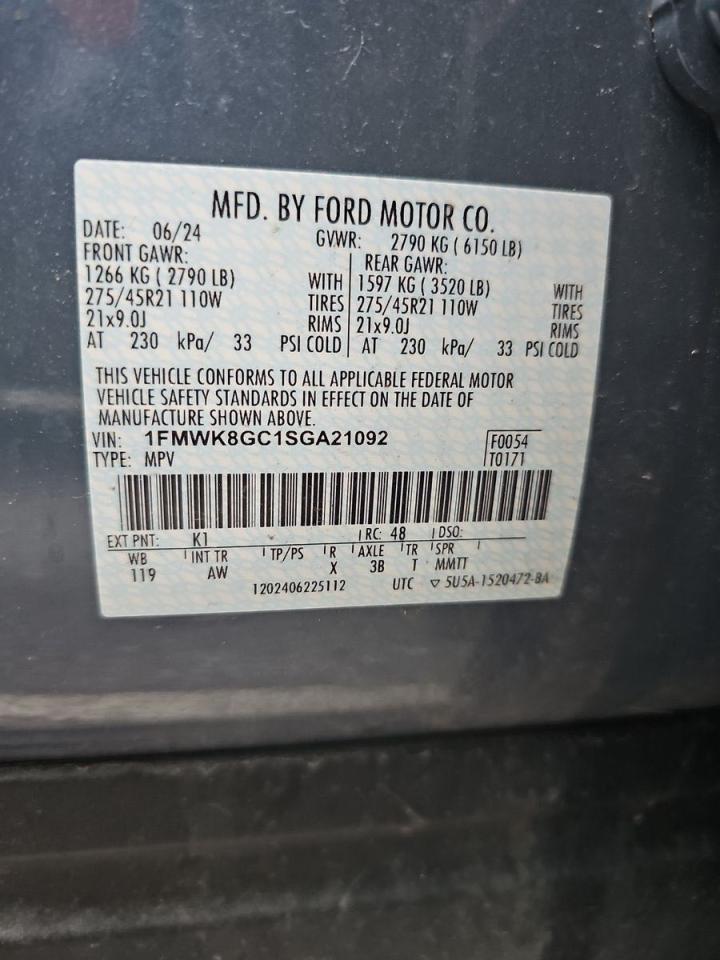 MFD. BY FORD MOTOR CO.
DATE: 06/24 GVWR: 2790 KG ( 6150 LB)
FRONT GAWR: REAR GAWR:
1266 KG ( 2790 LB) WITH 1597 KG ( 3520 LB) WITH
275/45R21 110W TIRES 275/45R21 110W TIRES
21x9.0J RIMS 21x9.0J RIMS
AT 230 kPa/ 33 PSI COLD AT 230 kPa/ 33 PSI COLD
THIS VEHICLE CONFORMS TO ALL APPLICABLE FEDERAL MOTOR
VEHICLE SAFETY STANDARDS IN EFFECT ON THE DATE OF
MANUFACTURE SHOWN ABOVE.
VIN: 1FMWK8GC1SGA21092 F0054
TYPE: MPV T0171
EXT PNT: K1 RC: 48 DSO:
WB INT TR TP/PS R AXLE TR SPR
119 AW X 3B T MMTT
1202406225112 UTC ▽ 5U5A-1520472-BA